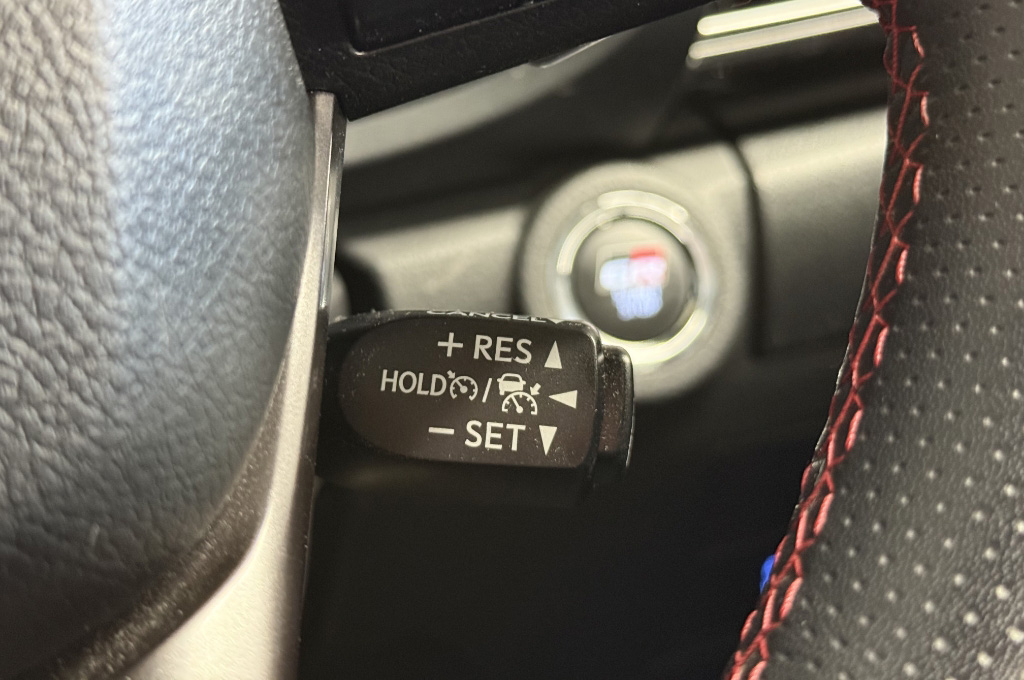 + RES ▲
HOLD / ◀
– SET ▼